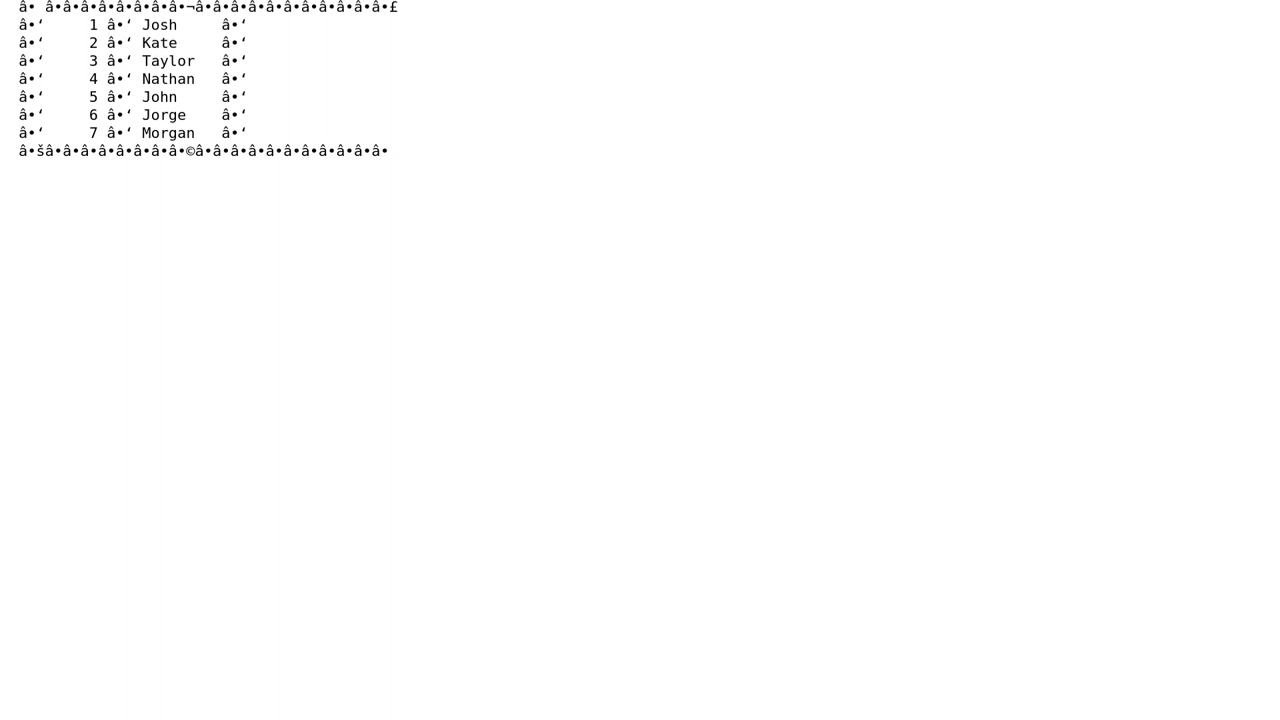 â• â•â•â•â•â•â•â•â•¬â•â•â•â•â•â•â•â•â•â•â•£
â•‘     1 â•‘ Josh     â•‘
â•‘     2 â•‘ Kate     â•‘
â•‘     3 â•‘ Taylor   â•‘
â•‘     4 â•‘ Nathan   â•‘
â•‘     5 â•‘ John     â•‘
â•‘     6 â•‘ Jorge    â•‘
â•‘     7 â•‘ Morgan   â•‘
â•šâ•â•â•â•â•â•â•â•â•©â•â•â•â•â•â•â•â•â•â•â•